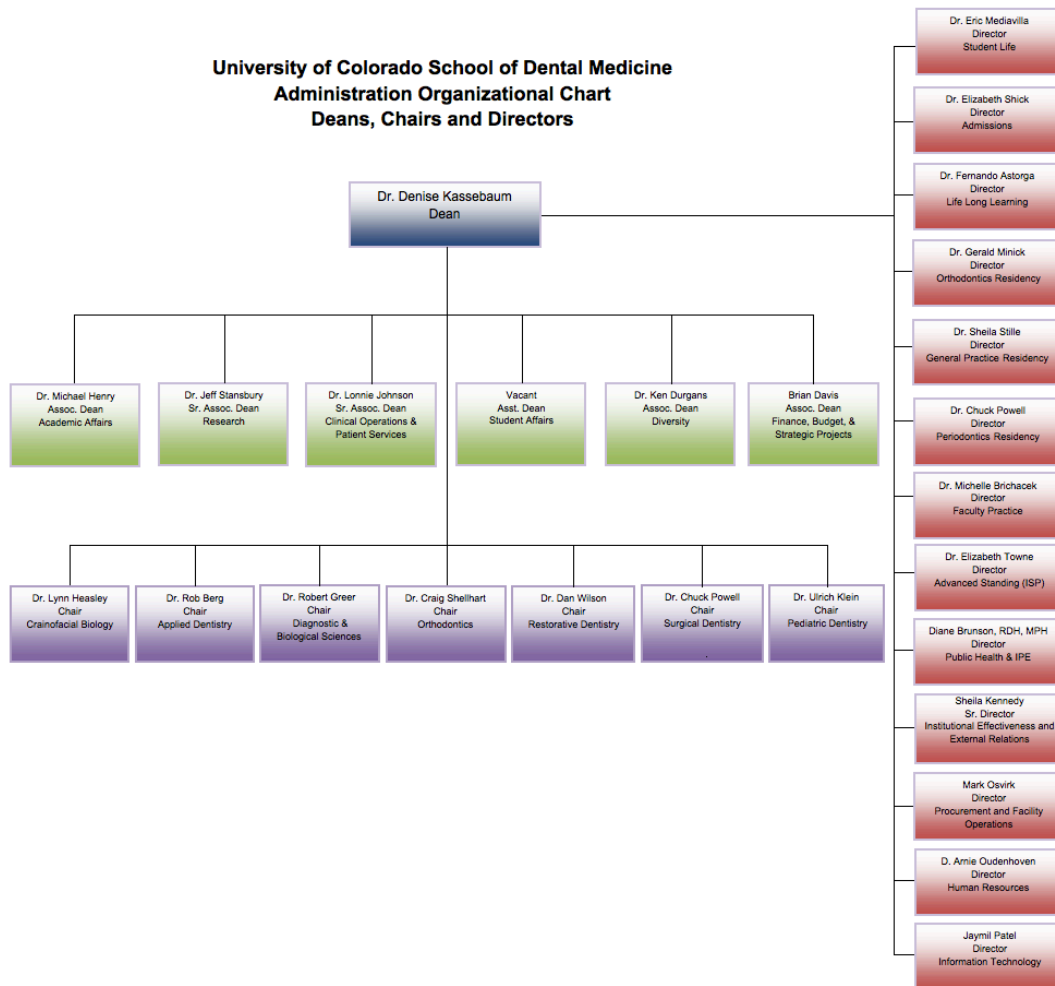 University of Colorado School of Dental Medicine
Administration Organizational Chart
Deans, Chairs and Directors
Dr. Denise Kassebaum
Dean
Dr. Michael Henry
Assoc. Dean
Academic Affairs
Dr. Jeff Stansbury
Sr. Assoc. Dean
Research
Dr. Lonnie Johnson
Sr. Assoc. Dean
Clinical Operations &
Patient Services
Vacant
Asst. Dean
Student Affairs
Dr. Ken Durgans
Assoc. Dean
Diversity
Brian Davis
Assoc. Dean
Finance, Budget, &
Strategic Projects
Dr. Lynn Heasley
Chair
Crainofacial Biology
Dr. Rob Berg
Chair
Applied Dentistry
Dr. Robert Greer
Chair
Diagnostic &
Biological Sciences
Dr. Craig Shellhart
Chair
Orthodontics
Dr. Dan Wilson
Chair
Restorative Dentistry
Dr. Chuck Powell
Chair
Surgical Dentistry
.
Dr. Ulrich Klein
Chair
Pediatric Dentistry
Dr. Eric Mediavilla
Director
Student Life
Dr. Elizabeth Shick
Director
Admissions
Dr. Fernando Astorga
Director
Life Long Learning
Dr. Gerald Minick
Director
Orthodontics Residency
Dr. Sheila Stille
Director
General Practice Residency
Dr. Chuck Powell
Director
Periodontics Residency
Dr. Michelle Brichacek
Director
Faculty Practice
Dr. Elizabeth Towne
Director
Advanced Standing (ISP)
Diane Brunson, RDH, MPH
Director
Public Health & IPE
Sheila Kennedy
Sr. Director
Institutional Effectiveness and
External Relations
Mark Osvirk
Director
Procurement and Facility
Operations
D. Arnie Oudenhoven
Director
Human Resources
Jaymil Patel
Director
Information Technology